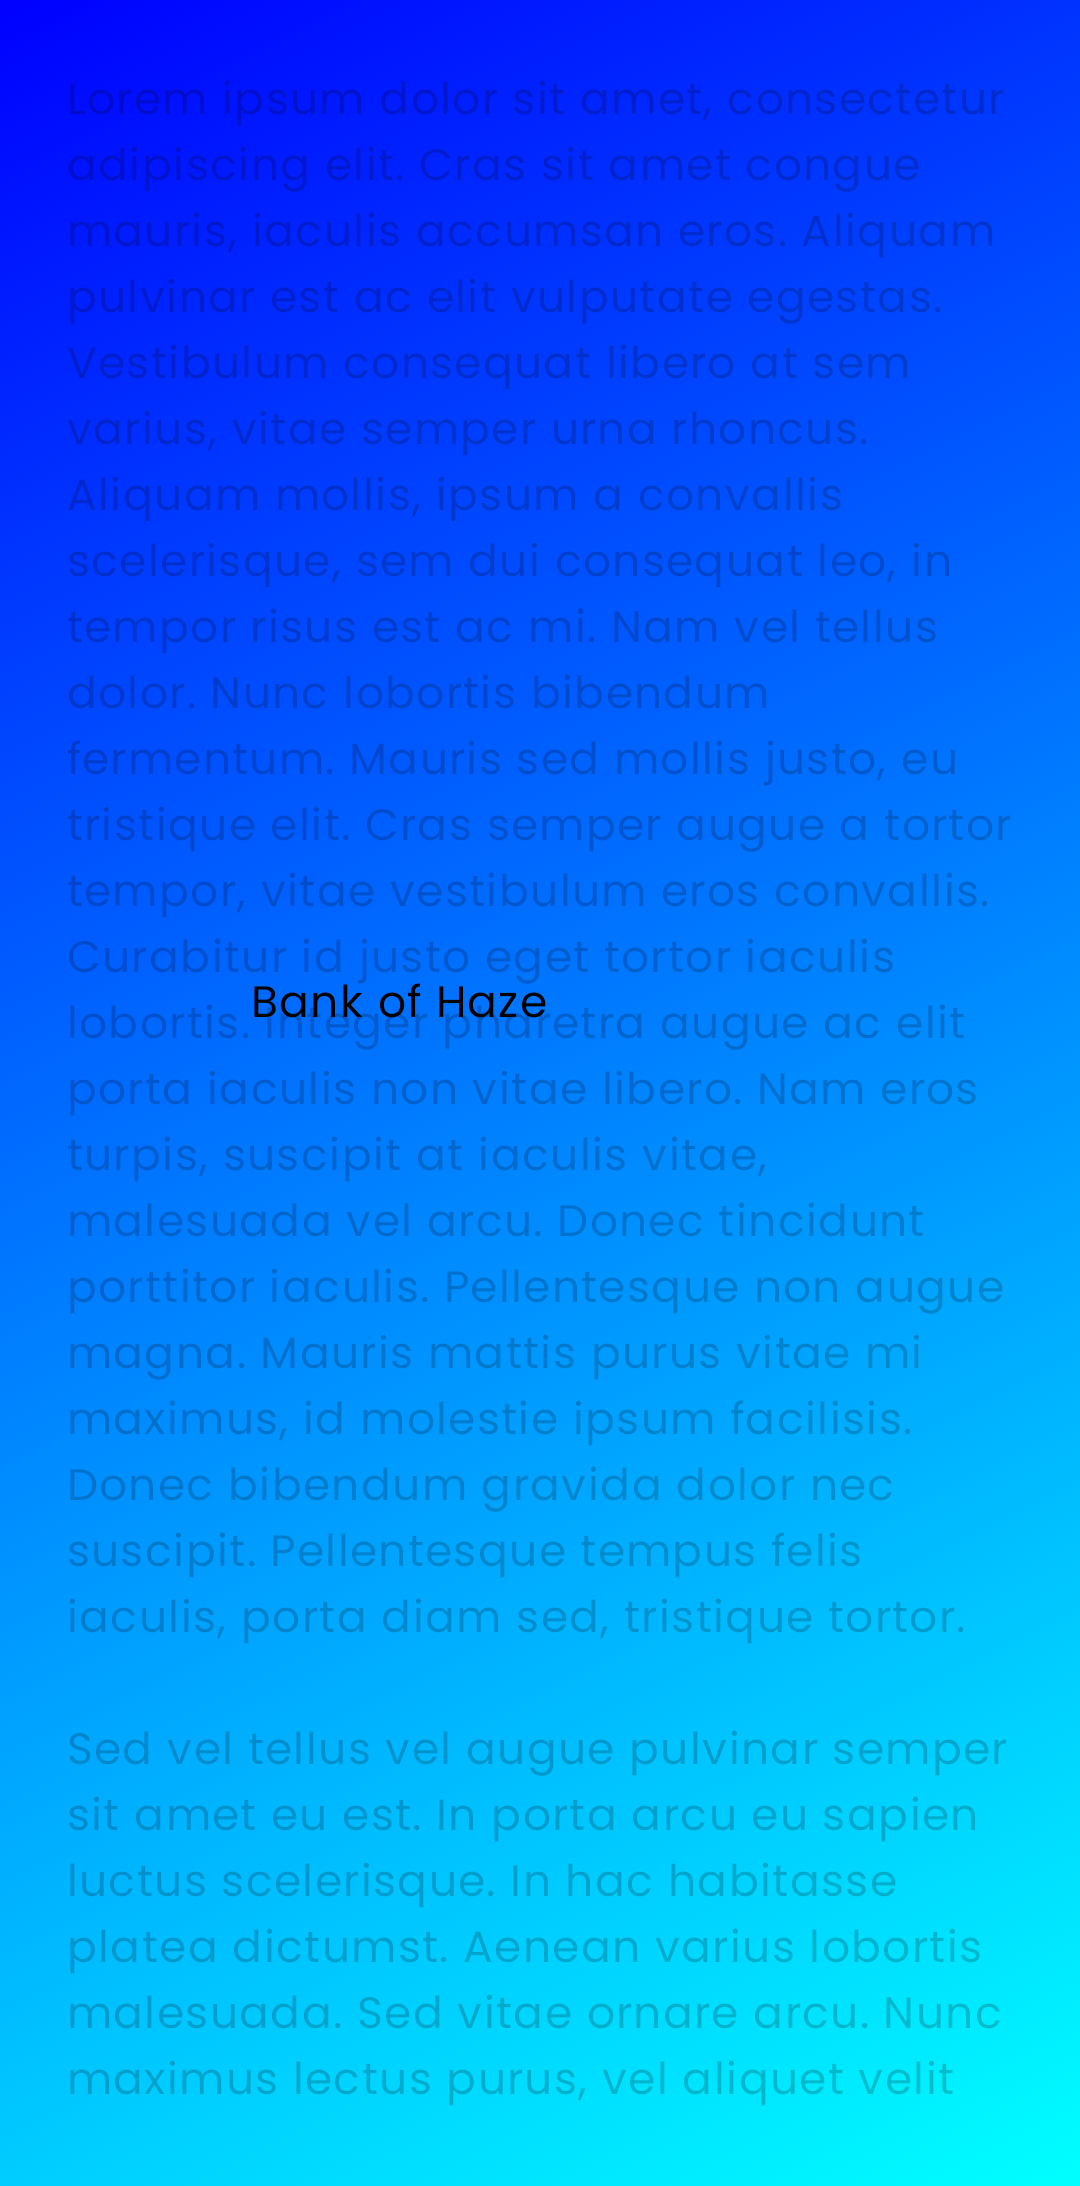 Lorem ipsum dolor sit amet, consectetur
adipiscing elit. Cras sit amet congue
mauris, iaculis accumsan eros. Aliquam
pulvinar est ac elit vulputate egestas.
Vestibulum consequat libero at sem
varius, vitae semper urna rhoncus.
Aliquam mollis, ipsum a convallis
scelerisque, sem dui consequat leo, in
tempor risus est ac mi. Nam vel tellus
dolor. Nunc lobortis bibendum
fermentum. Mauris sed mollis justo, eu
tristique elit. Cras semper augue a tortor
tempor, vitae vestibulum eros convallis.
Curabitur id justo eget tortor iaculis
Bank of Haze
lobortis. Integer pharetra augue ac elit
porta iaculis non vitae libero. Nam eros
turpis, suscipit at iaculis vitae,
malesuada vel arcu. Donec tincidunt
porttitor iaculis. Pellentesque non augue
magna. Mauris mattis purus vitae mi
maximus, id molestie ipsum facilisis.
Donec bibendum gravida dolor nec
suscipit. Pellentesque tempus felis
iaculis, porta diam sed, tristique tortor.
Sed vel tellus vel augue pulvinar semper
sit amet eu est. In porta arcu eu sapien
luctus scelerisque. In hac habitasse
platea dictumst. Aenean varius lobortis
malesuada. Sed vitae ornare arcu. Nunc
maximus lectus purus, vel aliquet velit